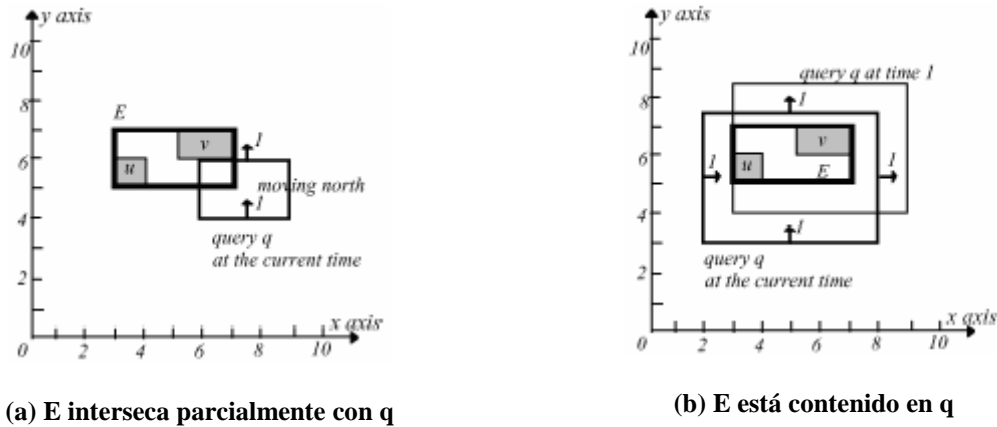 y axis
10
8
E
v
1
6
u
moving north
1
4
query q
at the current time
2
x axis
0
2
4
6
8
10
(a) E interseca parcialmente con q
y axis
10
query q at time 1
8
1
v
6
1
u
E
1
4
1
query q
at the current time
2
x axis
0
2
4
6
8
10
(b) E está contenido en q